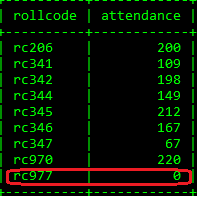 rollcode | attendance
rc206 | 200
rc341 | 109
rc342 | 198
rc344 | 149
rc345 | 212
rc346 | 167
rc347 | 67
rc970 | 220
rc977 | 0